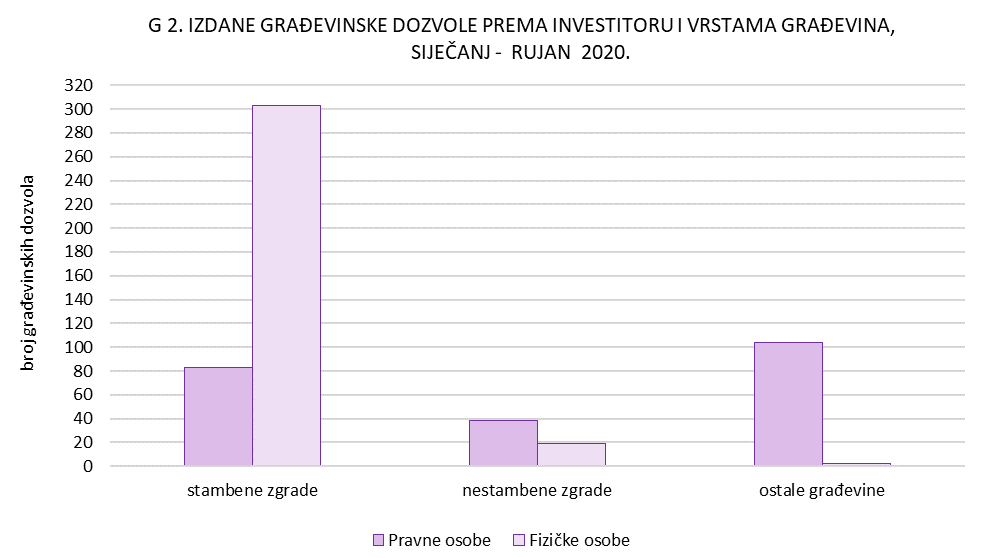 G 2. IZDANE GRAĐEVINSKE DOZVOLE PREMA INVESTITORU I VRSTAMA GRAĐEVINA,
SIJEČANJ - RUJAN 2020.
broj građevinskih dozvola
320
300
280
260
240
220
200
180
160
140
120
100
80
60
40
20
0
stambene zgrade
nestambene zgrade
ostale građevine
Pravne osobe
Fizičke osobe